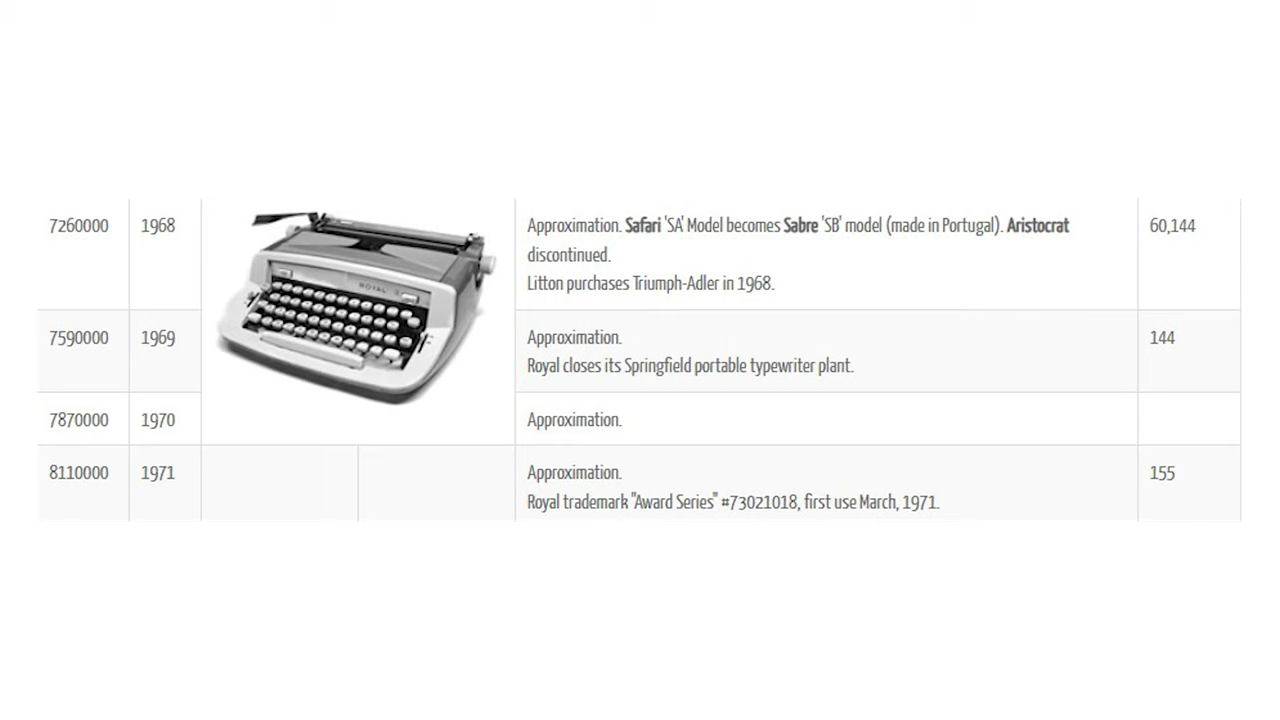 7260000 1968 Approximation. Safari 'SA' Model becomes Sabre 'SB' model (made in Portugal). Aristocrat 60,144
discontinued.
Litton purchases Triumph-Adler in 1968.
ROYAL
7590000 1969 Approximation. 144
Royal closes its Springfield portable typewriter plant.
7870000 1970 Approximation.
8110000 1971 Approximation. 155
Royal trademark "Award Series" #73021018, first use March, 1971.